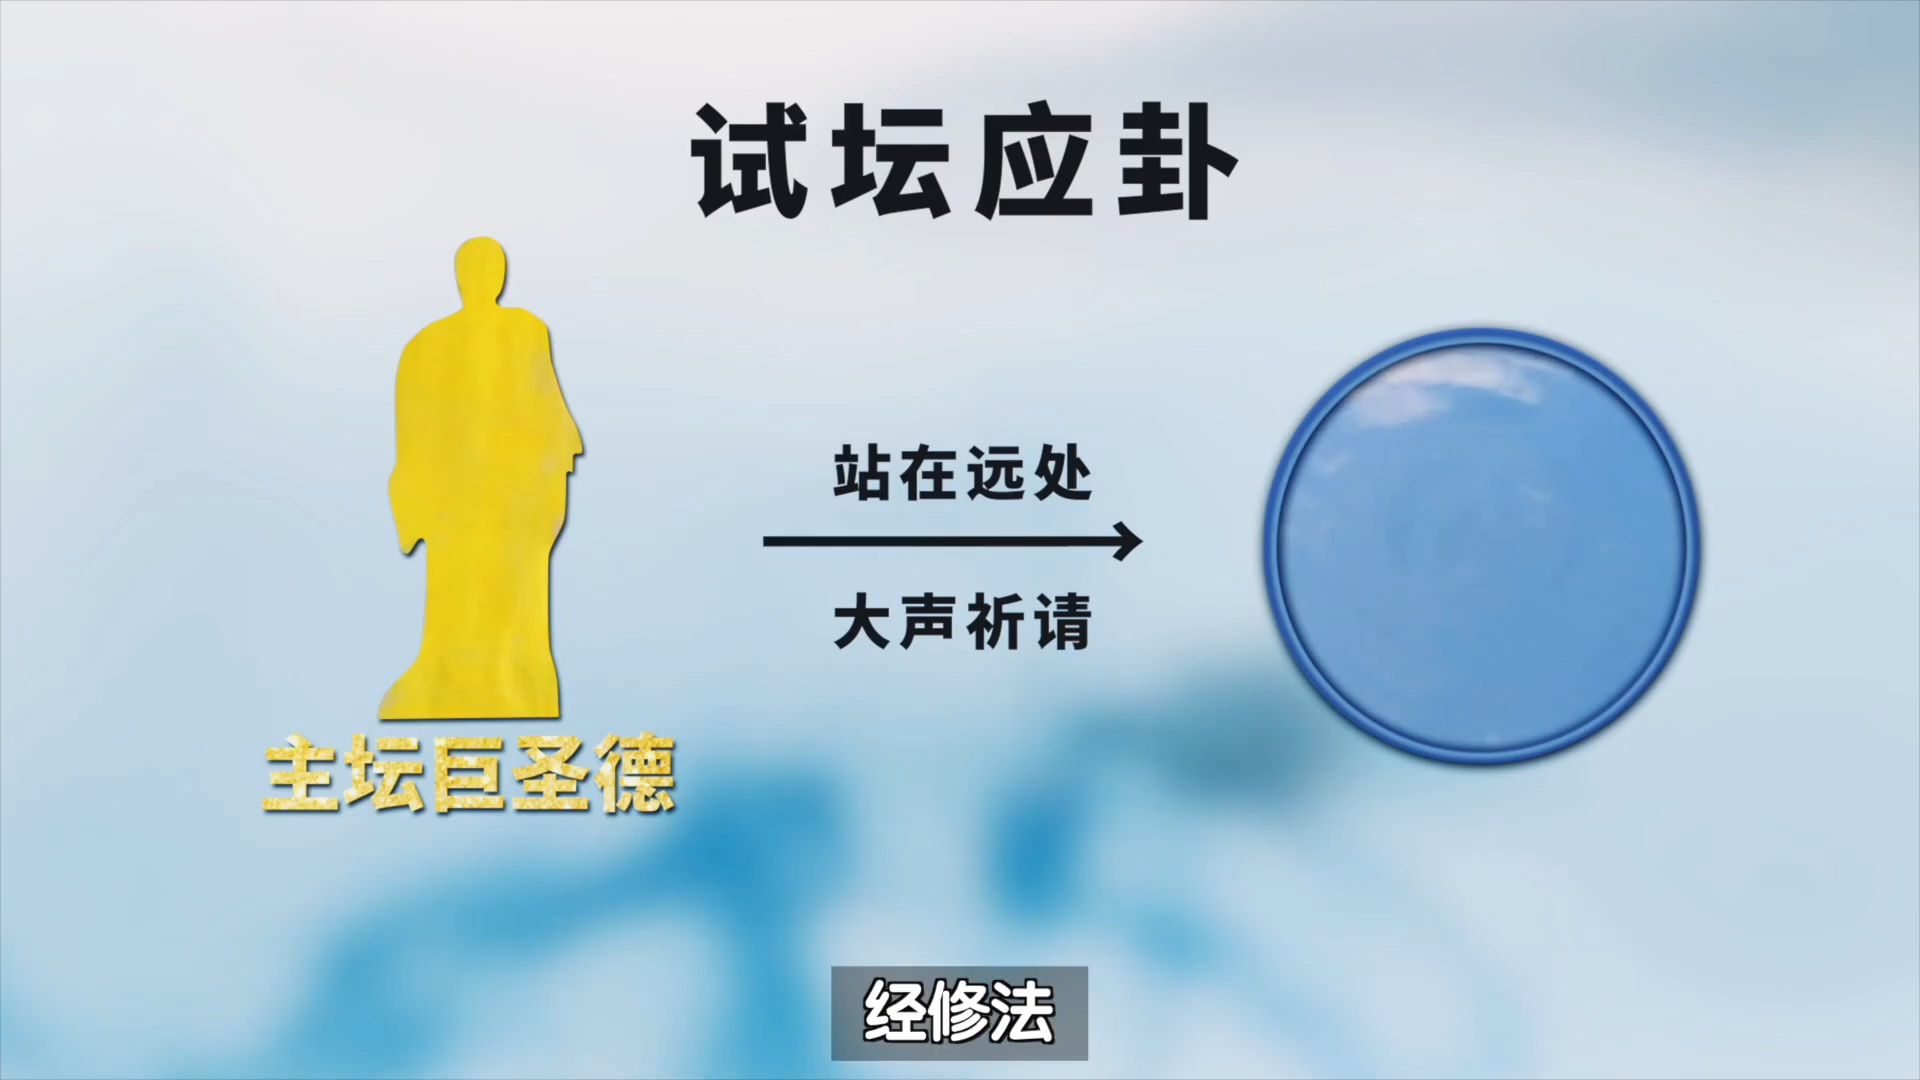 试坛应卦
站在远处
大声祈请
主坛巨圣德
经修法